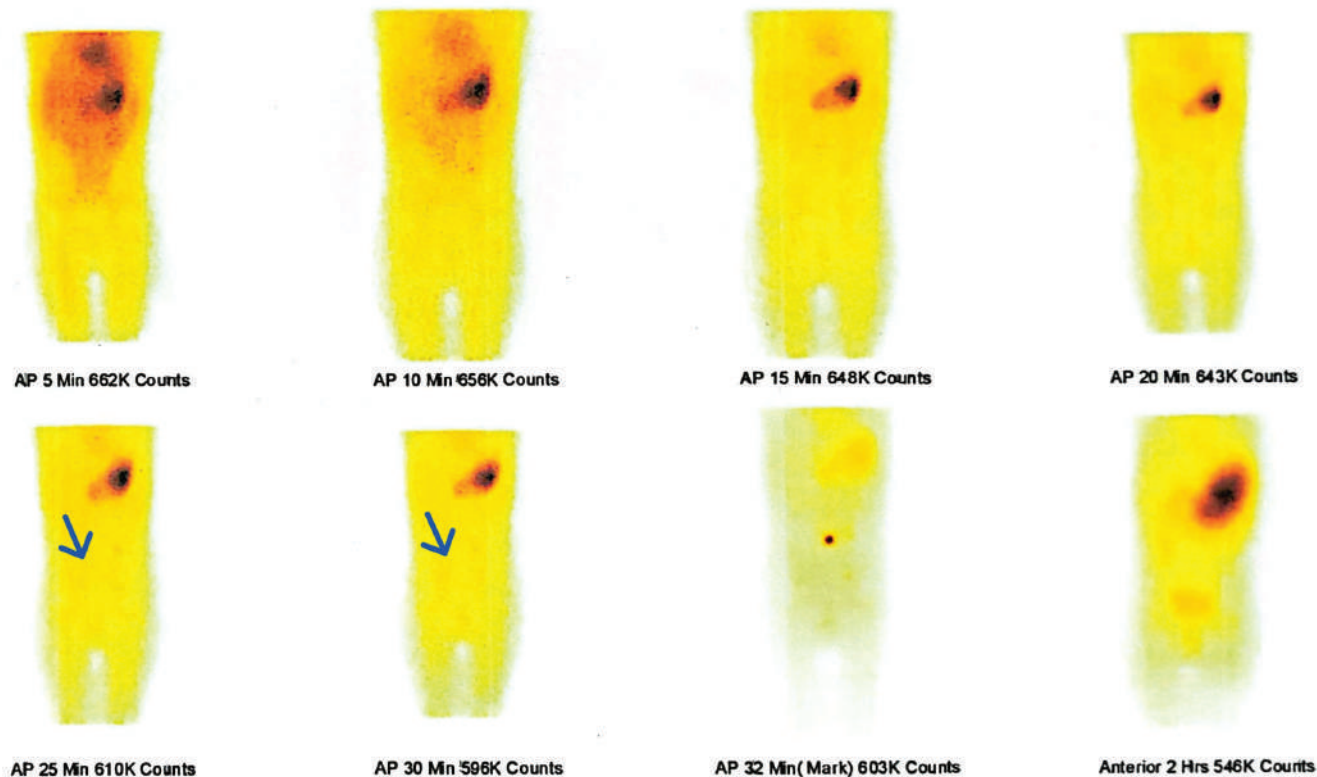 AP 5 Min 662K Counts
AP 10 Min 656K Counts
AP 15 Min 648K Counts
AP 20 Min 643K Counts
AP 25 Min 610K Counts
AP 30 Min 596K Counts
AP 32 Min( Mark) 603K Counts
Anterior 2 Hrs 546K Counts